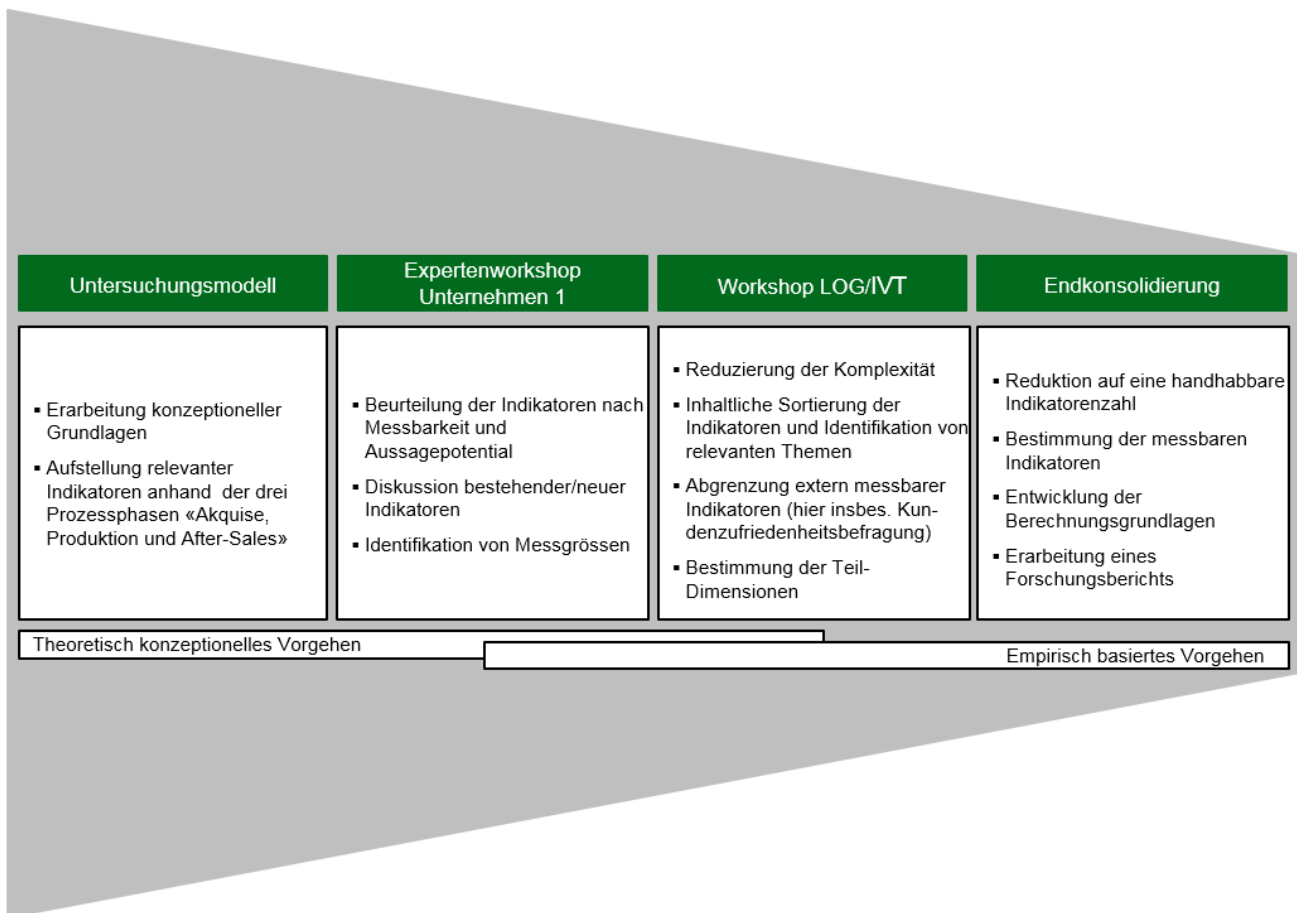 Untersuchungsmodell
▪ Erarbeitung konzeptioneller
Grundlagen
▪ Aufstellung relevanter
Indikatoren anhand der drei
Prozessphasen «Akquise,
Produktion und After-Sales»
Expertenworkshop
Unternehmen 1
▪ Beurteilung der Indikatoren nach
Messbarkeit und
Aussagepotential
▪ Diskussion bestehender/neuer
Indikatoren
▪ Identifikation von Messgrössen
Workshop LOG/IVT
▪ Reduzierung der Komplexität
▪ Inhaltliche Sortierung der
Indikatoren und Identifikation von
relevanten Themen
▪ Abgrenzung extern messbarer
Indikatoren (hier insbes. Kun-
denzufriedenheitsbefragung)
▪ Bestimmung der Teil-
Dimensionen
Endkonsolidierung
▪ Reduktion auf eine handhabbare
Indikatorenzahl
▪ Bestimmung der messbaren
Indikatoren
▪ Entwicklung der
Berechnungsgrundlagen
▪ Erarbeitung eines
Forschungsberichts
Theoretisch konzeptionelles Vorgehen
Empirisch basiertes Vorgehen